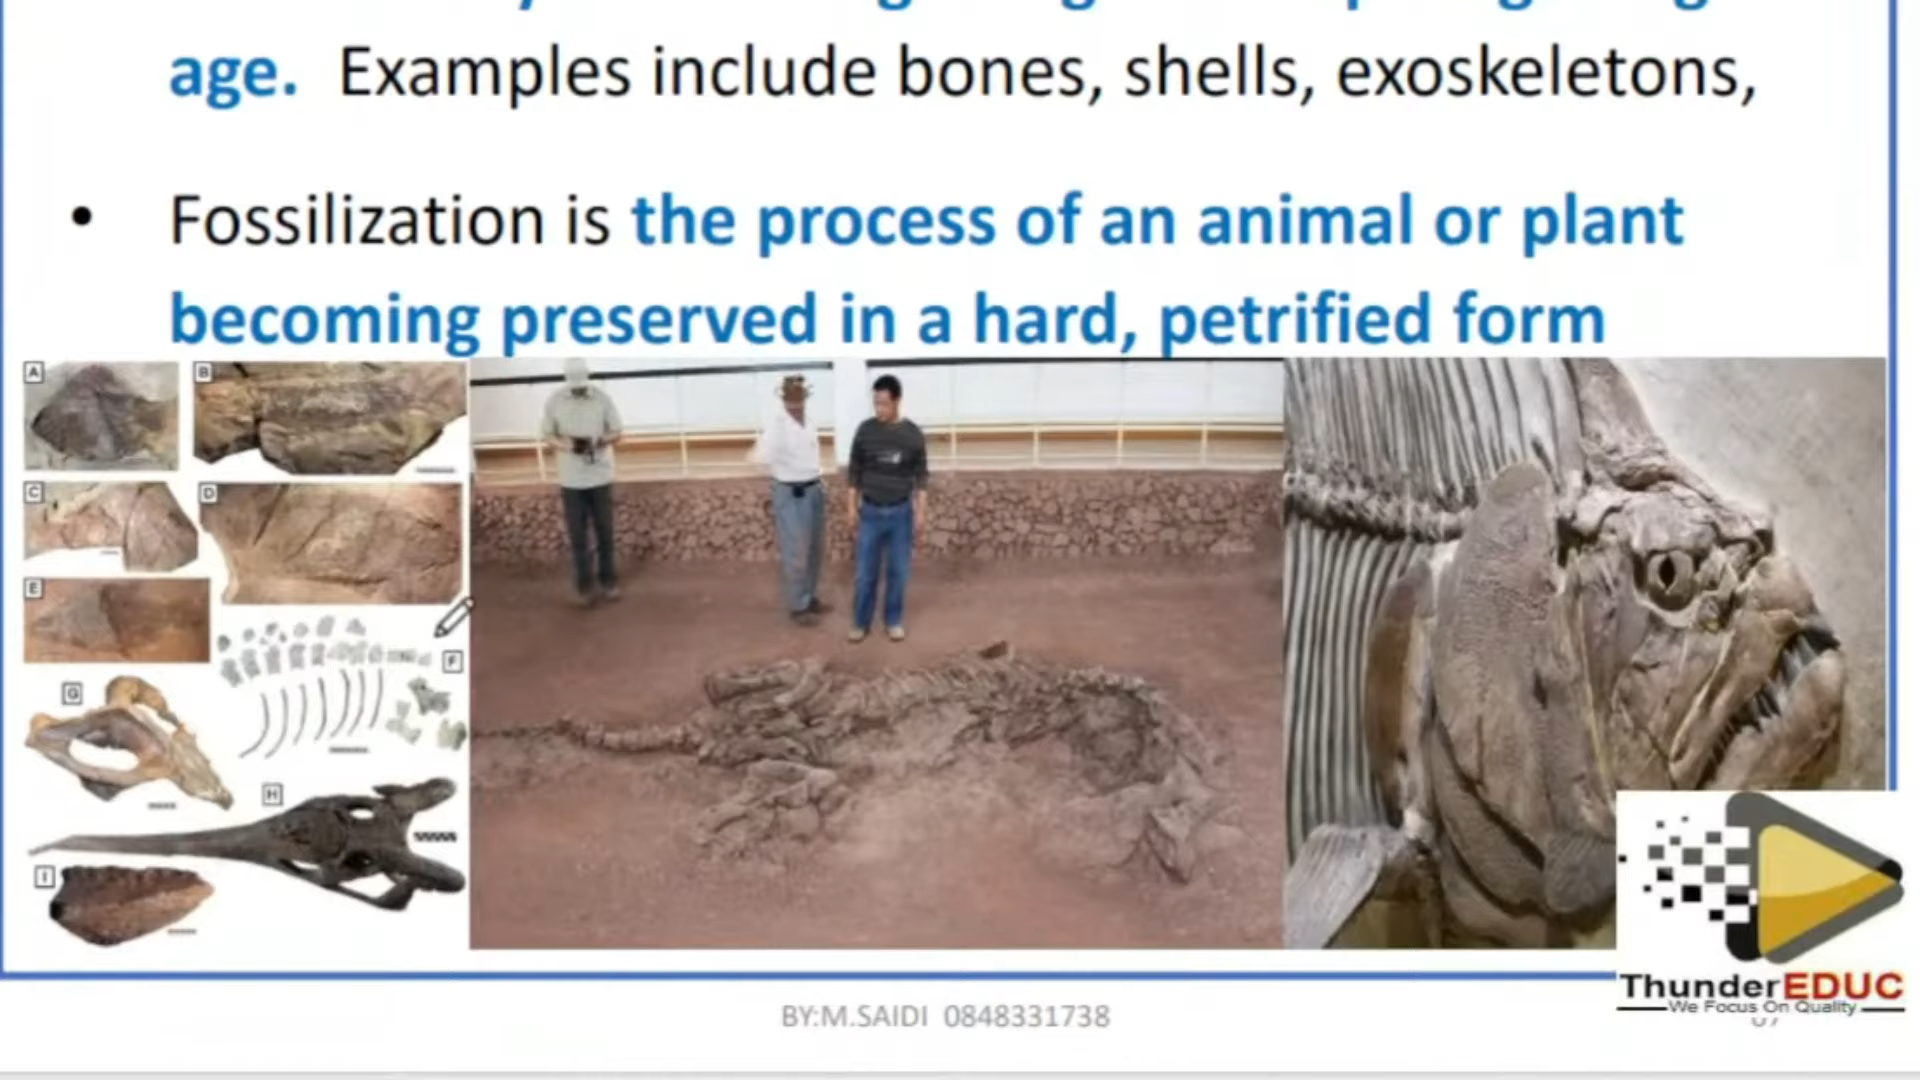 age. Examples include bones, shells, exoskeletons,
• Fossilization is the process of an animal or plant
becoming preserved in a hard, petrified form
A
B
C
D
E
F
G
H
I
ThunderEDUC
We Focus On Quality
BY:M.SAIDI 0848331738